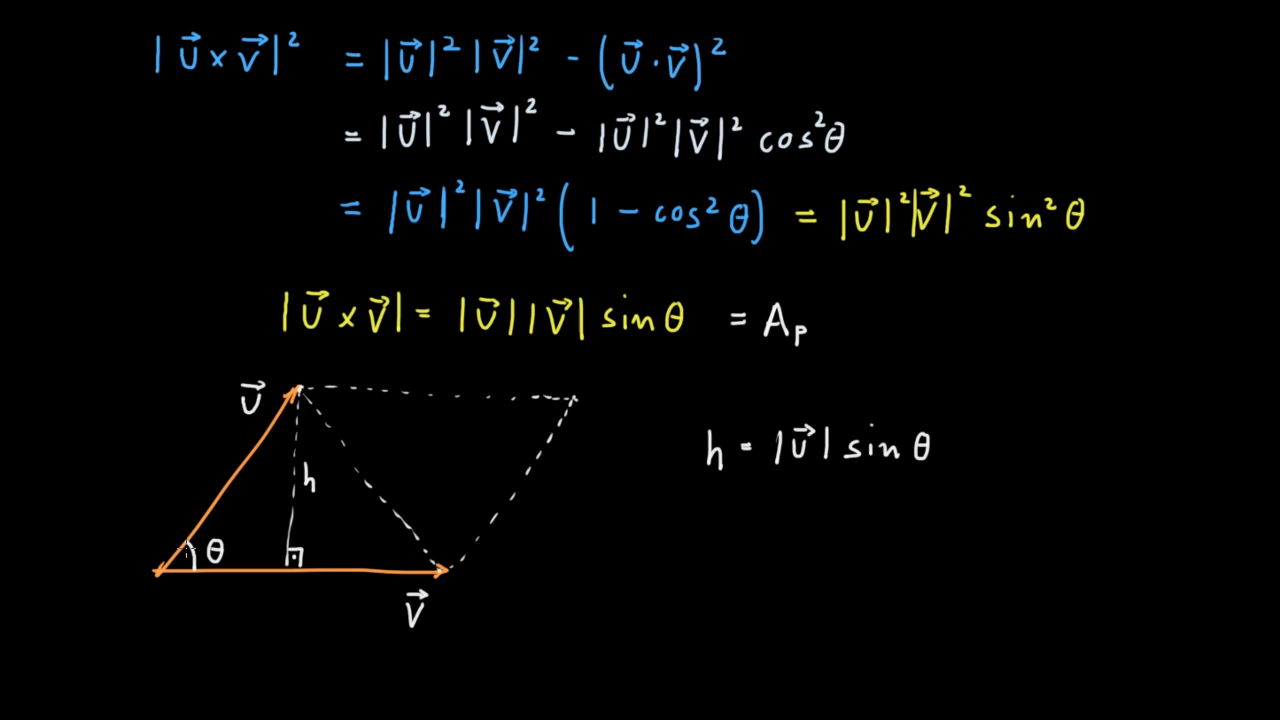 |u⃗ × v⃗|² = |u⃗|² |v⃗|² - (u⃗ · v⃗)²
= |u⃗|² |v⃗|² - |u⃗|² |v⃗|² cos²θ
= |u⃗|² |v⃗|² (1 - cos²θ) = |u⃗|² |v⃗|² sin²θ
|u⃗ × v⃗| = |u⃗| |v⃗| sin θ = Aₚ
u⃗
h = |u⃗| sin θ
h
θ
v⃗